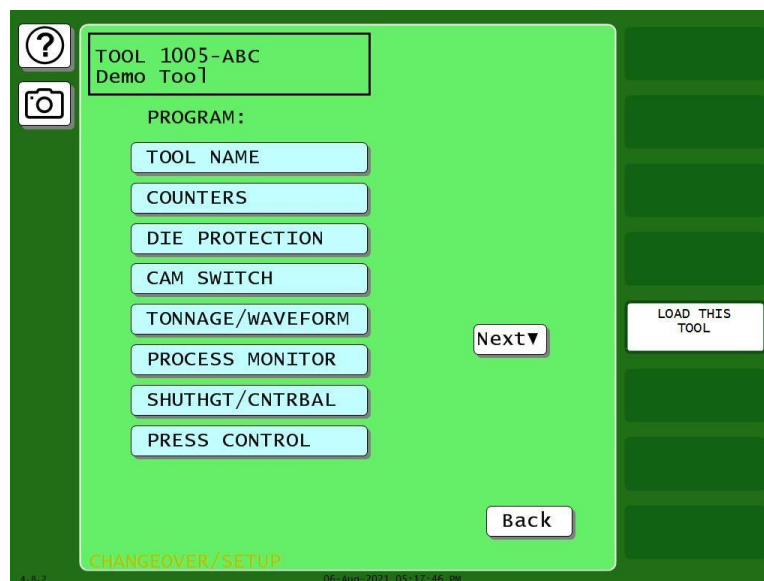 ?
TOOL 1005-ABC
Demo Tool
PROGRAM:
TOOL NAME
COUNTERS
DIE PROTECTION
CAM SWITCH
TONNAGE/WAVEFORM
PROCESS MONITOR
SHUTHGT/CNTRBAL
PRESS CONTROL
Next▼
LOAD THIS
TOOL
Back
CHANGEOVER/SETUP
06-Aug-2021 05:17:46 PM